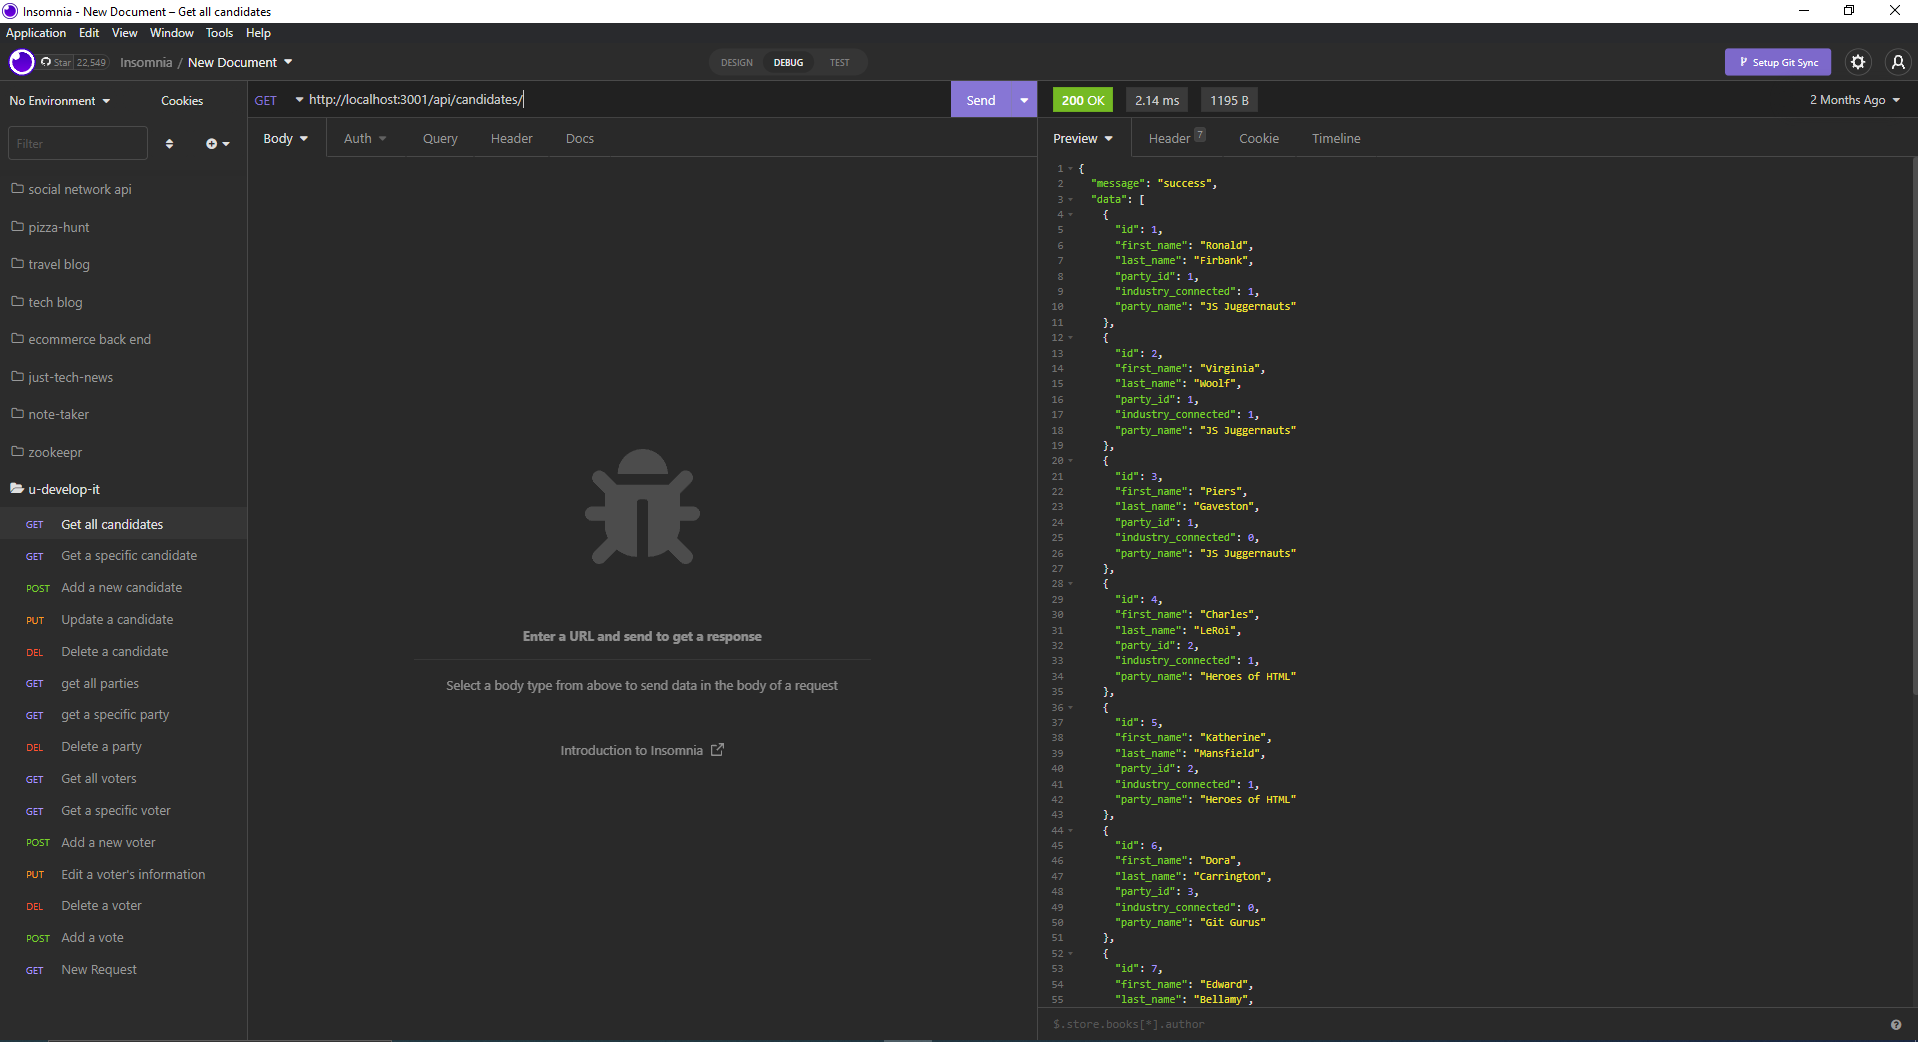 Insomnia - New Document – Get all candidates
Application Edit View Window Tools Help
Star 22,549 Insomnia / New Document DESIGN DEBUG TEST Setup Git Sync
No Environment Cookies
Filter
social network api
pizza-hunt
travel blog
tech blog
ecommerce back end
just-tech-news
note-taker
zookeepr
u-develop-it
GET Get all candidates
GET Get a specific candidate
POST Add a new candidate
PUT Update a candidate
DEL Delete a candidate
GET get all parties
GET get a specific party
DEL Delete a party
GET Get all voters
GET Get a specific voter
POST Add a new voter
PUT Edit a voter's information
DEL Delete a voter
POST Add a vote
GET New Request
GET http://localhost:3001/api/candidates/ Send
Body Auth Query Header Docs
Enter a URL and send to get a response
Select a body type from above to send data in the body of a request
Introduction to Insomnia
200 OK 2.14 ms 1195 B 2 Months Ago
Preview Header 7 Cookie Timeline
1 {
2 "message": "success",
3 "data": [
4 {
5 "id": 1,
6 "first_name": "Ronald",
7 "last_name": "Firbank",
8 "party_id": 1,
9 "industry_connected": 1,
10 "party_name": "JS Juggernauts"
11 },
12 {
13 "id": 2,
14 "first_name": "Virginia",
15 "last_name": "Woolf",
16 "party_id": 1,
17 "industry_connected": 1,
18 "party_name": "JS Juggernauts"
19 },
20 {
21 "id": 3,
22 "first_name": "Piers",
23 "last_name": "Gaveston",
24 "party_id": 1,
25 "industry_connected": 0,
26 "party_name": "JS Juggernauts"
27 },
28 {
29 "id": 4,
30 "first_name": "Charles",
31 "last_name": "LeRoi",
32 "party_id": 2,
33 "industry_connected": 1,
34 "party_name": "Heroes of HTML"
35 },
36 {
37 "id": 5,
38 "first_name": "Katherine",
39 "last_name": "Mansfield",
40 "party_id": 2,
41 "industry_connected": 1,
42 "party_name": "Heroes of HTML"
43 },
44 {
45 "id": 6,
46 "first_name": "Dora",
47 "last_name": "Carrington",
48 "party_id": 3,
49 "industry_connected": 0,
50 "party_name": "Git Gurus"
51 },
52 {
53 "id": 7,
54 "first_name": "Edward",
55 "last_name": "Bellamy",
$.store.books[*].author